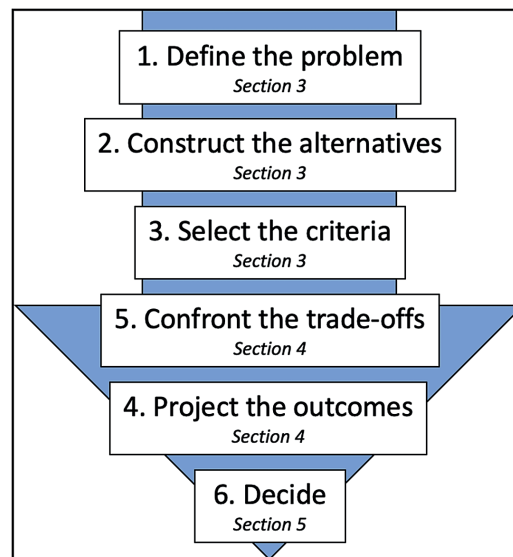 1. Define the problem
Section 3
2. Construct the alternatives
Section 3
3. Select the criteria
Section 3
5. Confront the trade-offs
Section 4
4. Project the outcomes
Section 4
6. Decide
Section 5